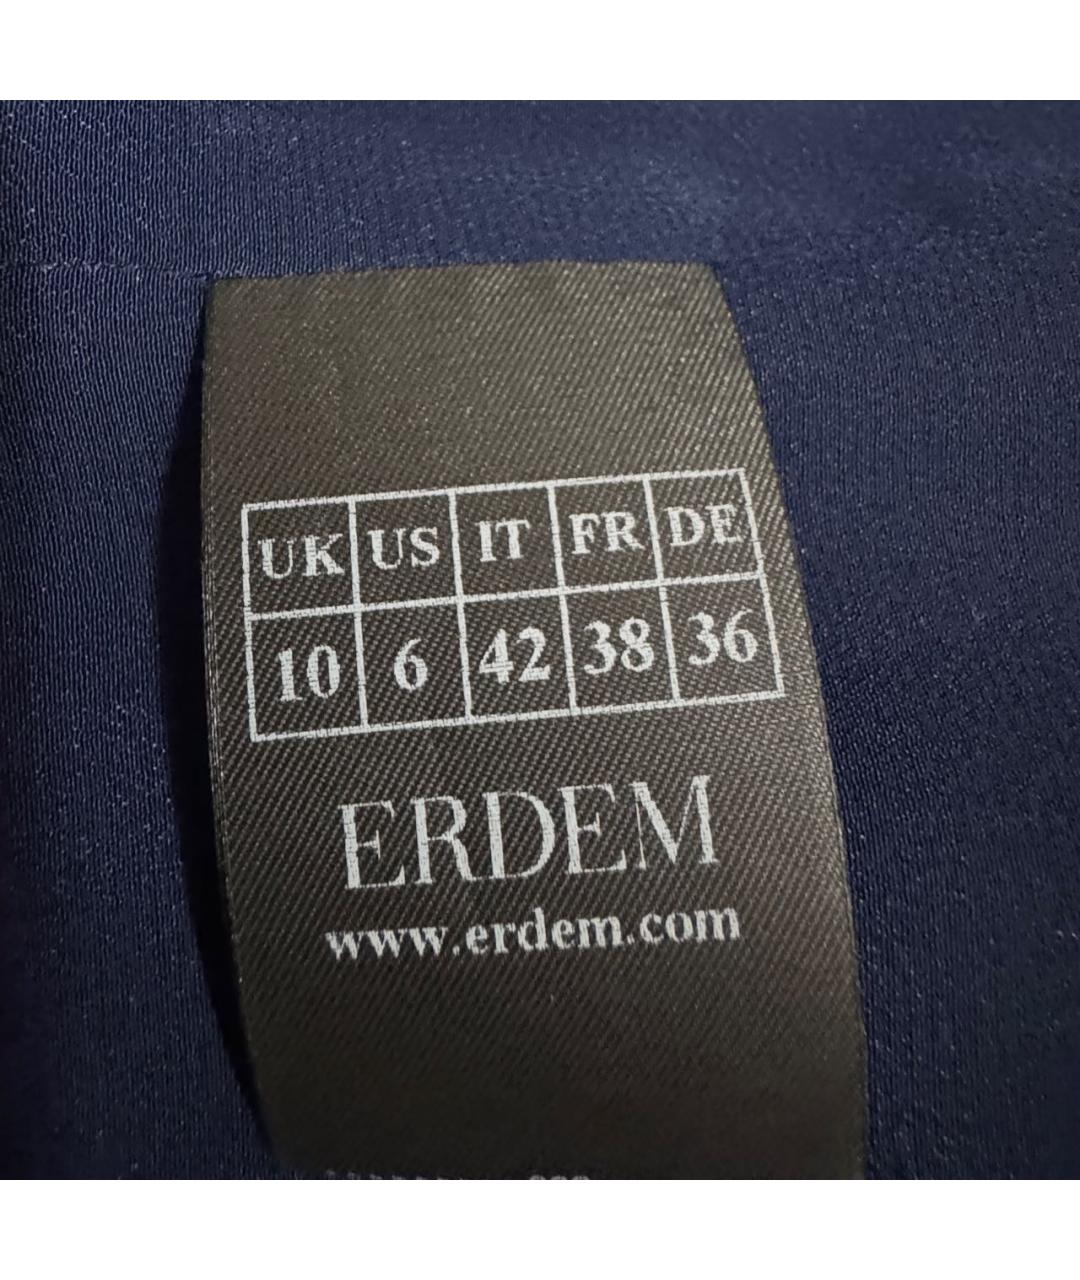 UK US IT FR DE
10 6 42 38 36
ERDEM
www.erdem.com